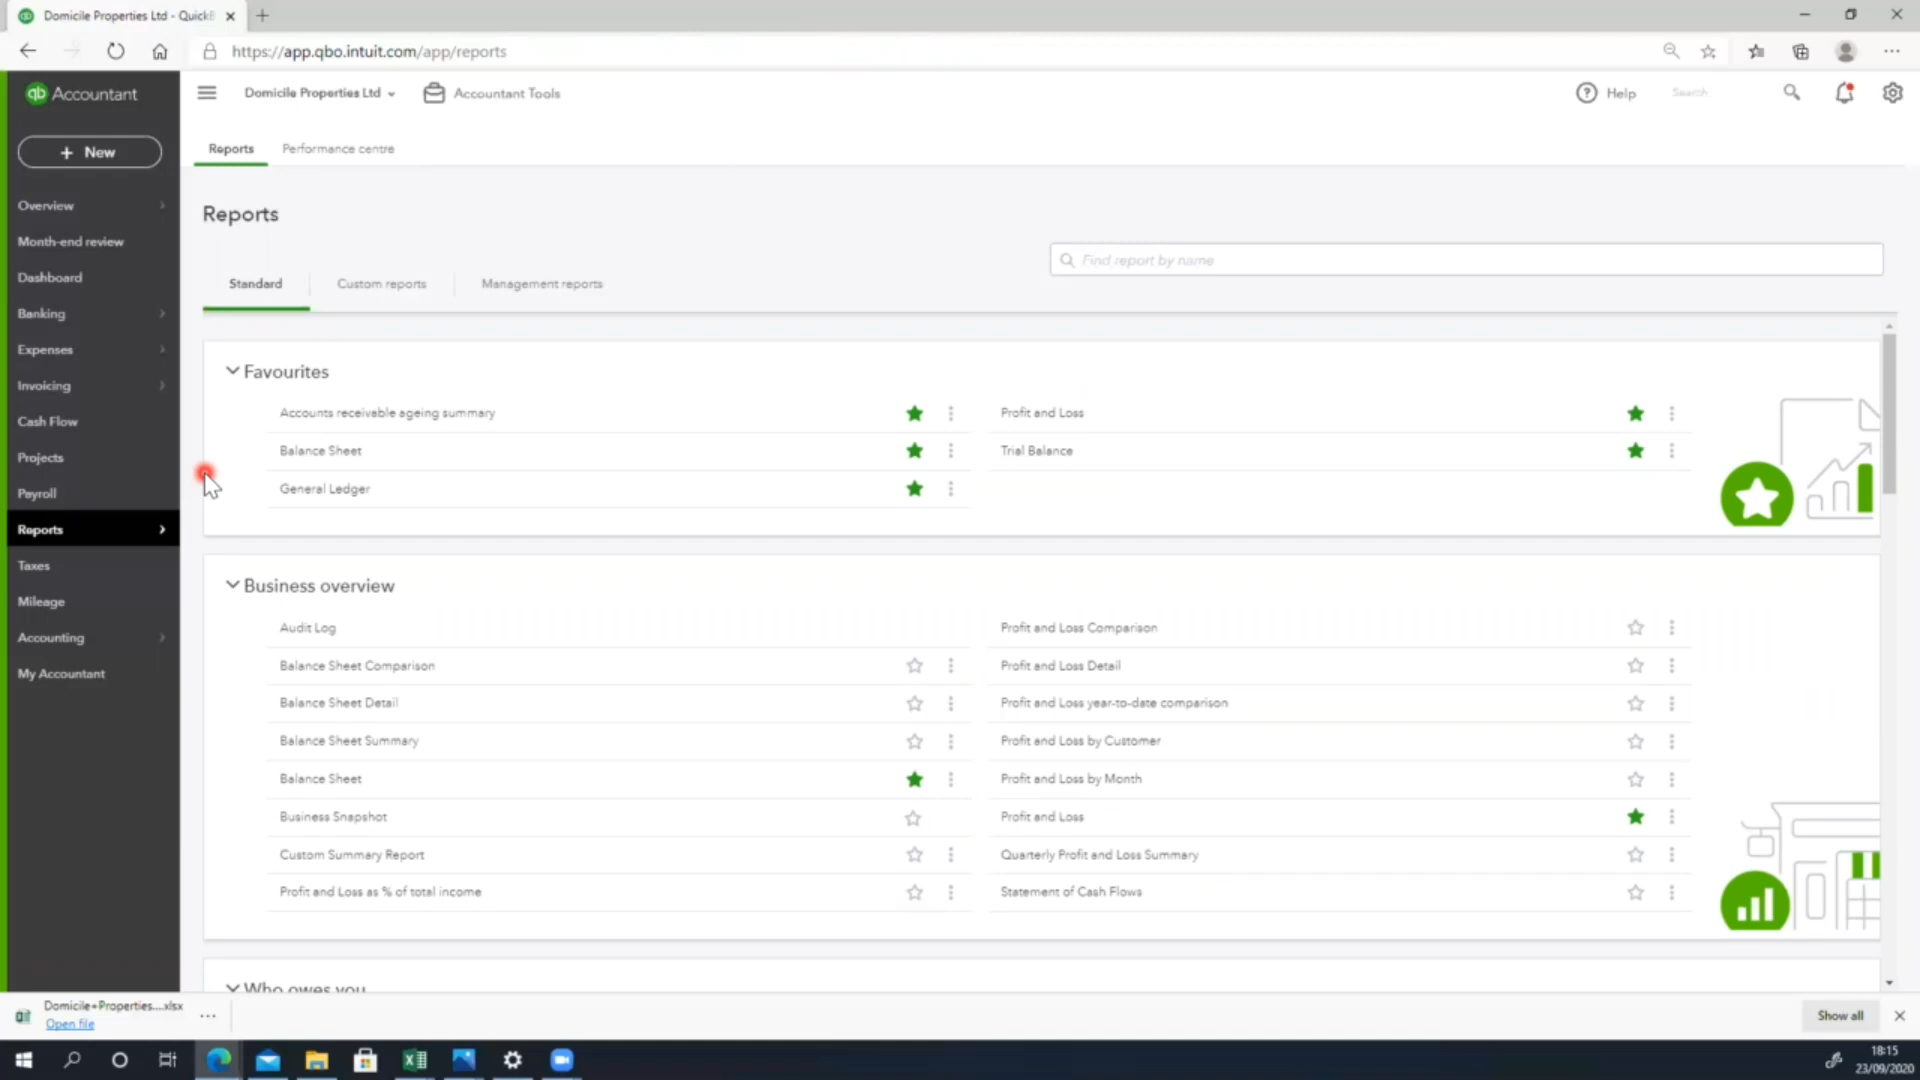 Domicile Properties Ltd - QuickB
https://app.qbo.intuit.com/app/reports
qb Accountant
Domicile Properties Ltd
Accountant Tools
Help
Search
+ New
Reports
Performance centre
Overview
Month-end review
Dashboard
Banking
Expenses
Invoicing
Cash Flow
Projects
Payroll
Reports
Taxes
Mileage
Accounting
My Accountant
Reports
Find report by name
Standard
Custom reports
Management reports
Favourites
Accounts receivable ageing summary
Profit and Loss
Balance Sheet
Trial Balance
General Ledger
Business overview
Audit Log
Profit and Loss Comparison
Balance Sheet Comparison
Profit and Loss Detail
Balance Sheet Detail
Profit and Loss year-to-date comparison
Balance Sheet Summary
Profit and Loss by Customer
Balance Sheet
Profit and Loss by Month
Business Snapshot
Profit and Loss
Custom Summary Report
Quarterly Profit and Loss Summary
Profit and Loss as % of total income
Statement of Cash Flows
Who owes you
Domicile+Properties....xlsx
Open file
Show all
18:15
23/09/2020